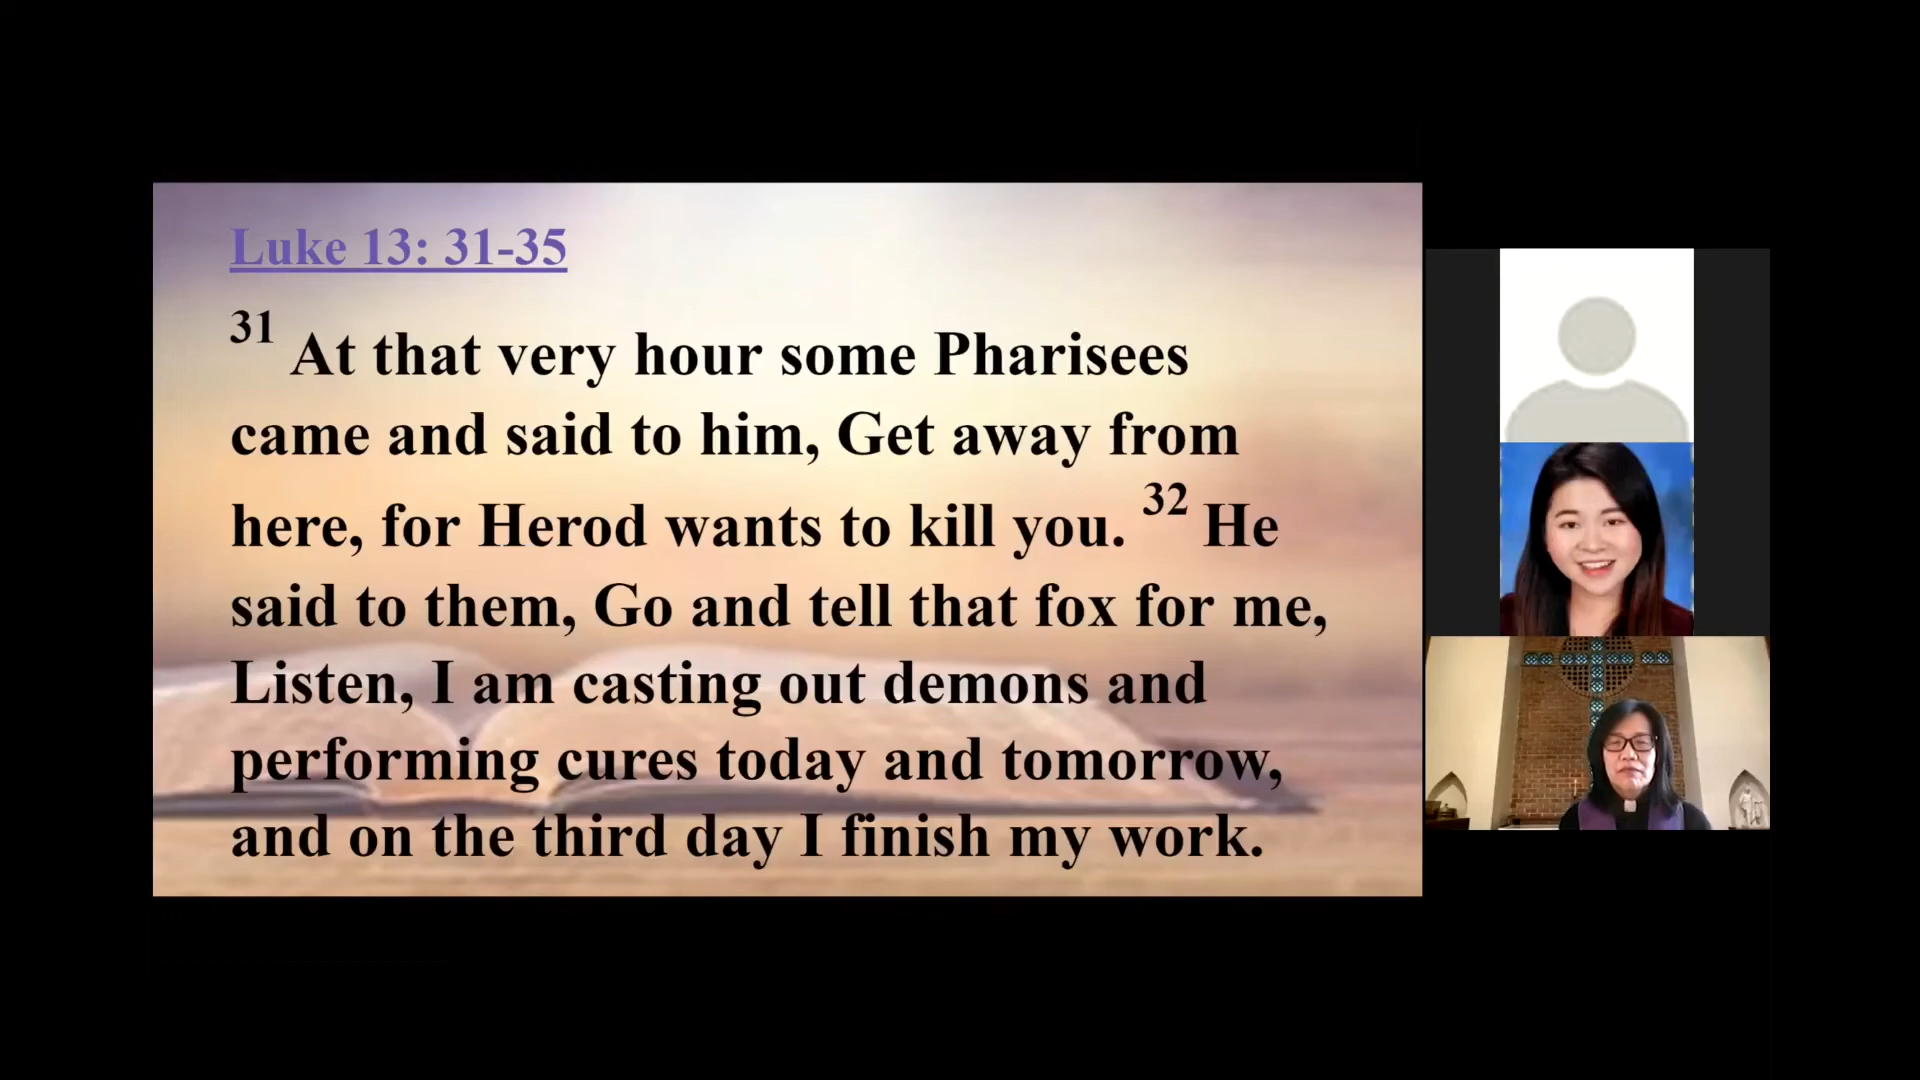 Luke 13: 31-35
31 At that very hour some Pharisees
came and said to him, Get away from
here, for Herod wants to kill you. 32 He
said to them, Go and tell that fox for me,
Listen, I am casting out demons and
performing cures today and tomorrow,
and on the third day I finish my work.